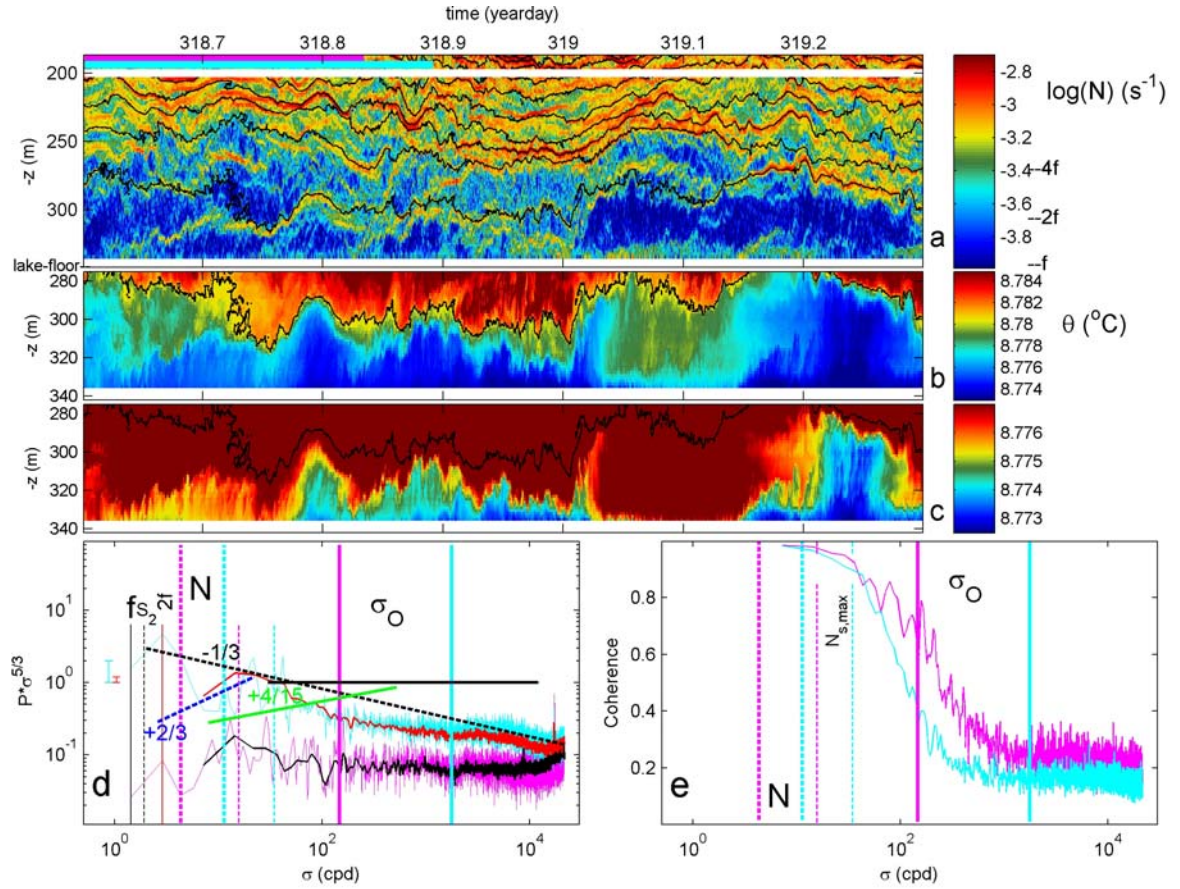 time (yearday)
318.7 318.8 318.9 319 319.1 319.2
200
250
300
-z (m)
lake-floor
a
-2.8
-3
-3.2
-3.4
-3.6
-3.8
--4f
--2f
--f
log(N) (s⁻¹)
280
300
320
340
-z (m)
b
8.784
8.782
8.78
8.778
8.776
8.774
θ (°C)
280
300
320
340
-z (m)
c
8.776
8.775
8.774
8.773
P*σ^5/3
10¹
10⁰
10⁻¹
f S₂ 2f
N
σ_O
-1/3
+4/15
+2/3
d
10⁰ 10² 10⁴
σ (cpd)
Coherence
0.8
0.6
0.4
0.2
N_s,max
σ_O
N
e
10⁰ 10² 10⁴
σ (cpd)